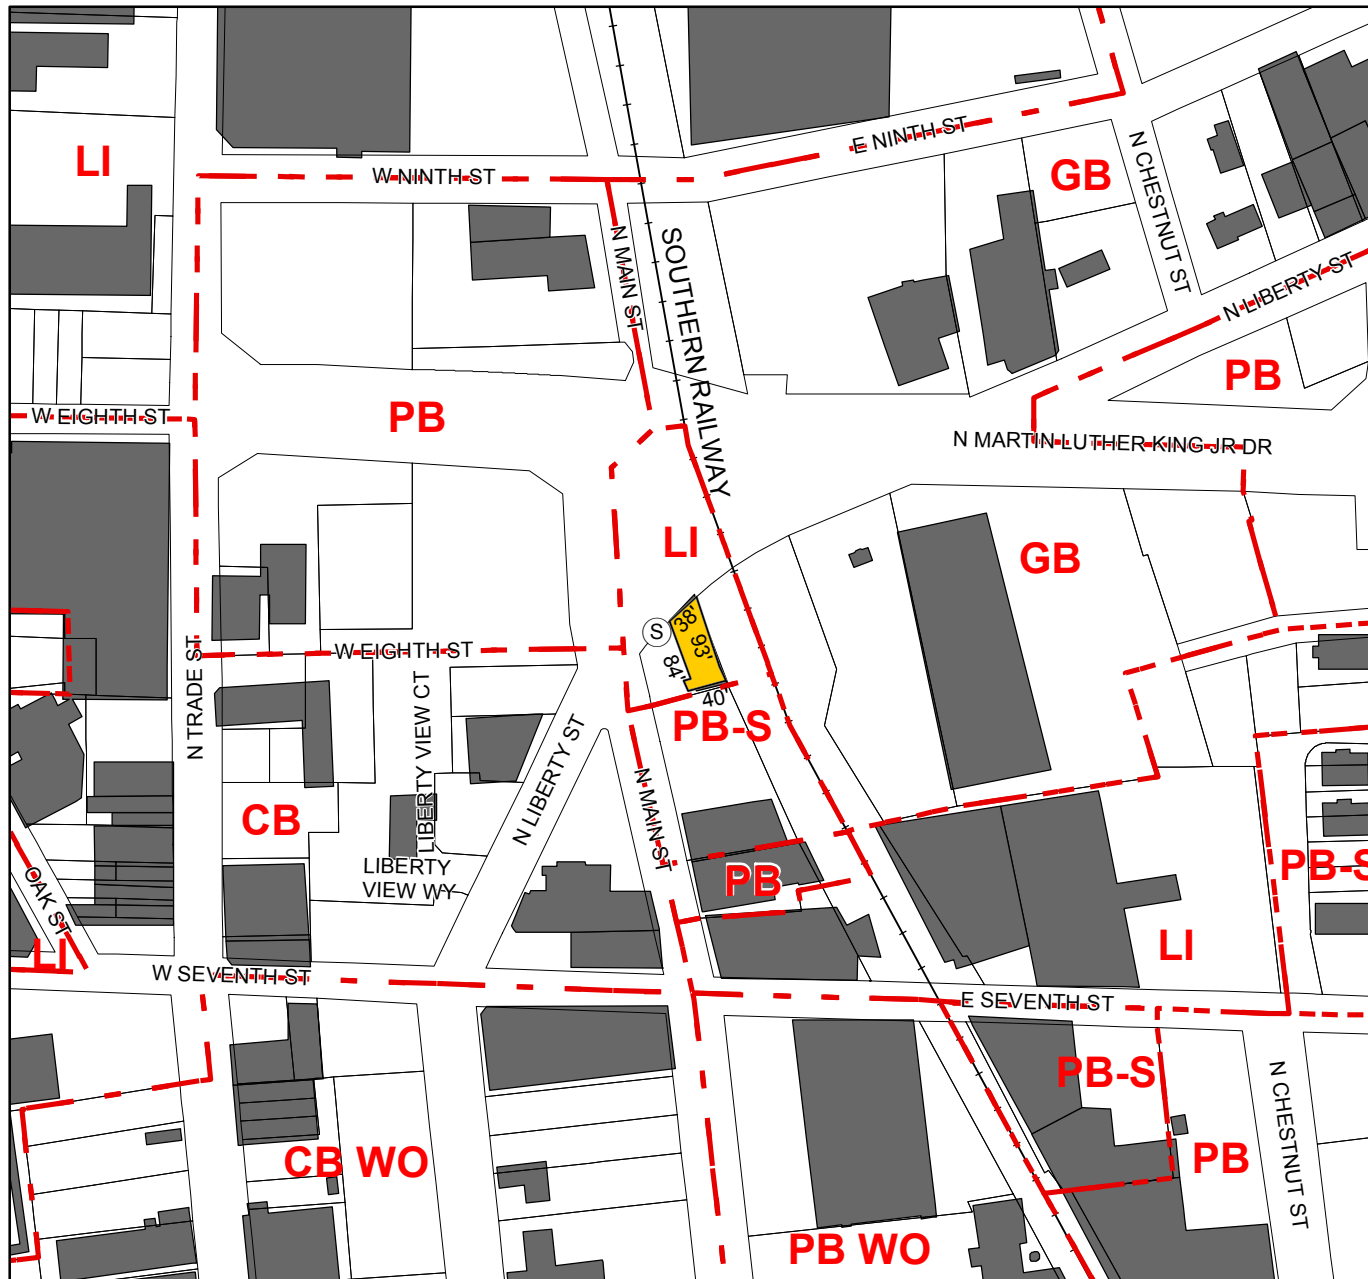 E NINTH ST
LI
W NINTH ST
GB
N CHESTNUT ST
N MAIN ST
SOUTHERN RAILWAY
N LIBERTY ST
PB
W EIGHTH ST
PB
N MARTIN LUTHER KING JR DR
LI
GB
S
38'
93'
84'
40'
W EIGHTH ST
N TRADE ST
LIBERTY VIEW CT
PB-S
N LIBERTY ST
N MAIN ST
CB
LIBERTY
VIEW WY
PB
PB-S
OAK ST
LI
LI
W SEVENTH ST
E SEVENTH ST
PB-S
N CHESTNUT ST
CB WO
PB
PB WO